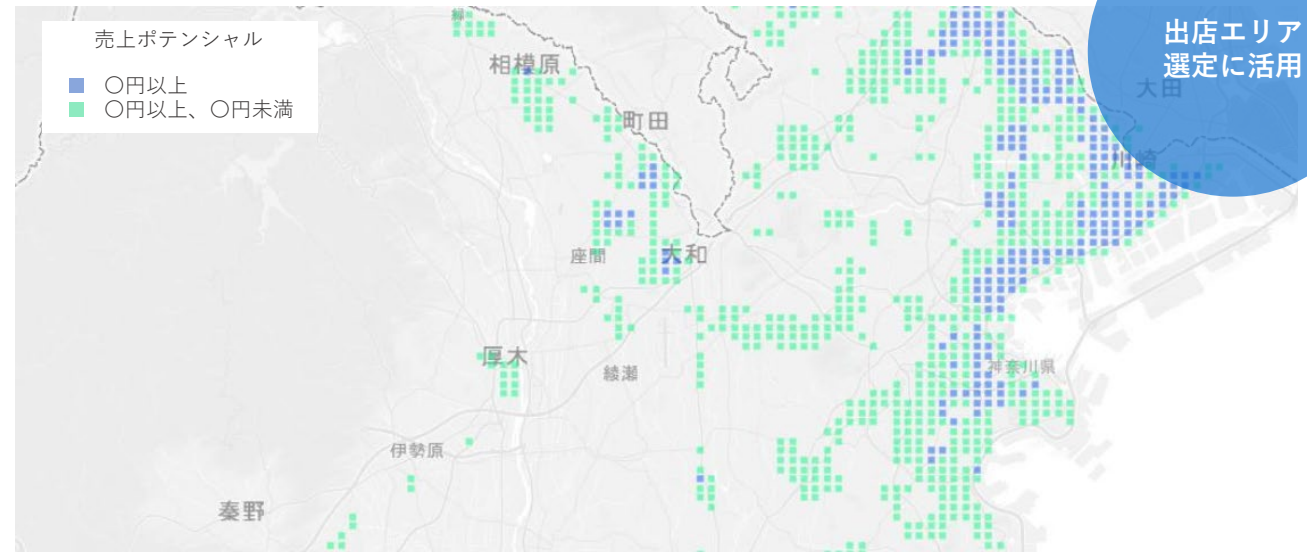 売上ポテンシャル
〇円以上
〇円以上、〇円未満
出店エリア
選定に活用
緑
相模原
町田
大田
川崎
座間
大和
厚木
綾瀬
神奈川県
伊勢原
秦野